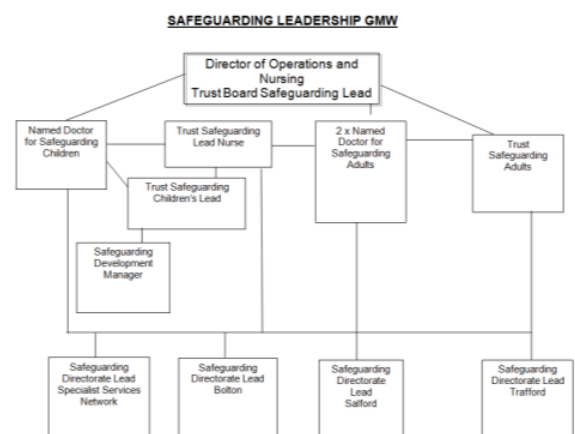 SAFEGUARDING LEADERSHIP GMW
Director of Operations and
Nursing
Trust Board Safeguarding Lead
Named Doctor
for Safeguarding
Children
Trust Safeguarding
Lead Nurse
2 x Named
Doctor for
Safeguarding
Adults
Trust
Safeguarding
Adults
Trust Safeguarding
Children's Lead
Safeguarding
Development
Manager
Safeguarding
Directorate Lead
Specialist Services
Network
Safeguarding
Directorate Lead
Bolton
Safeguarding
Directorate
Lead
Salford
Safeguarding
Directorate Lead
Trafford